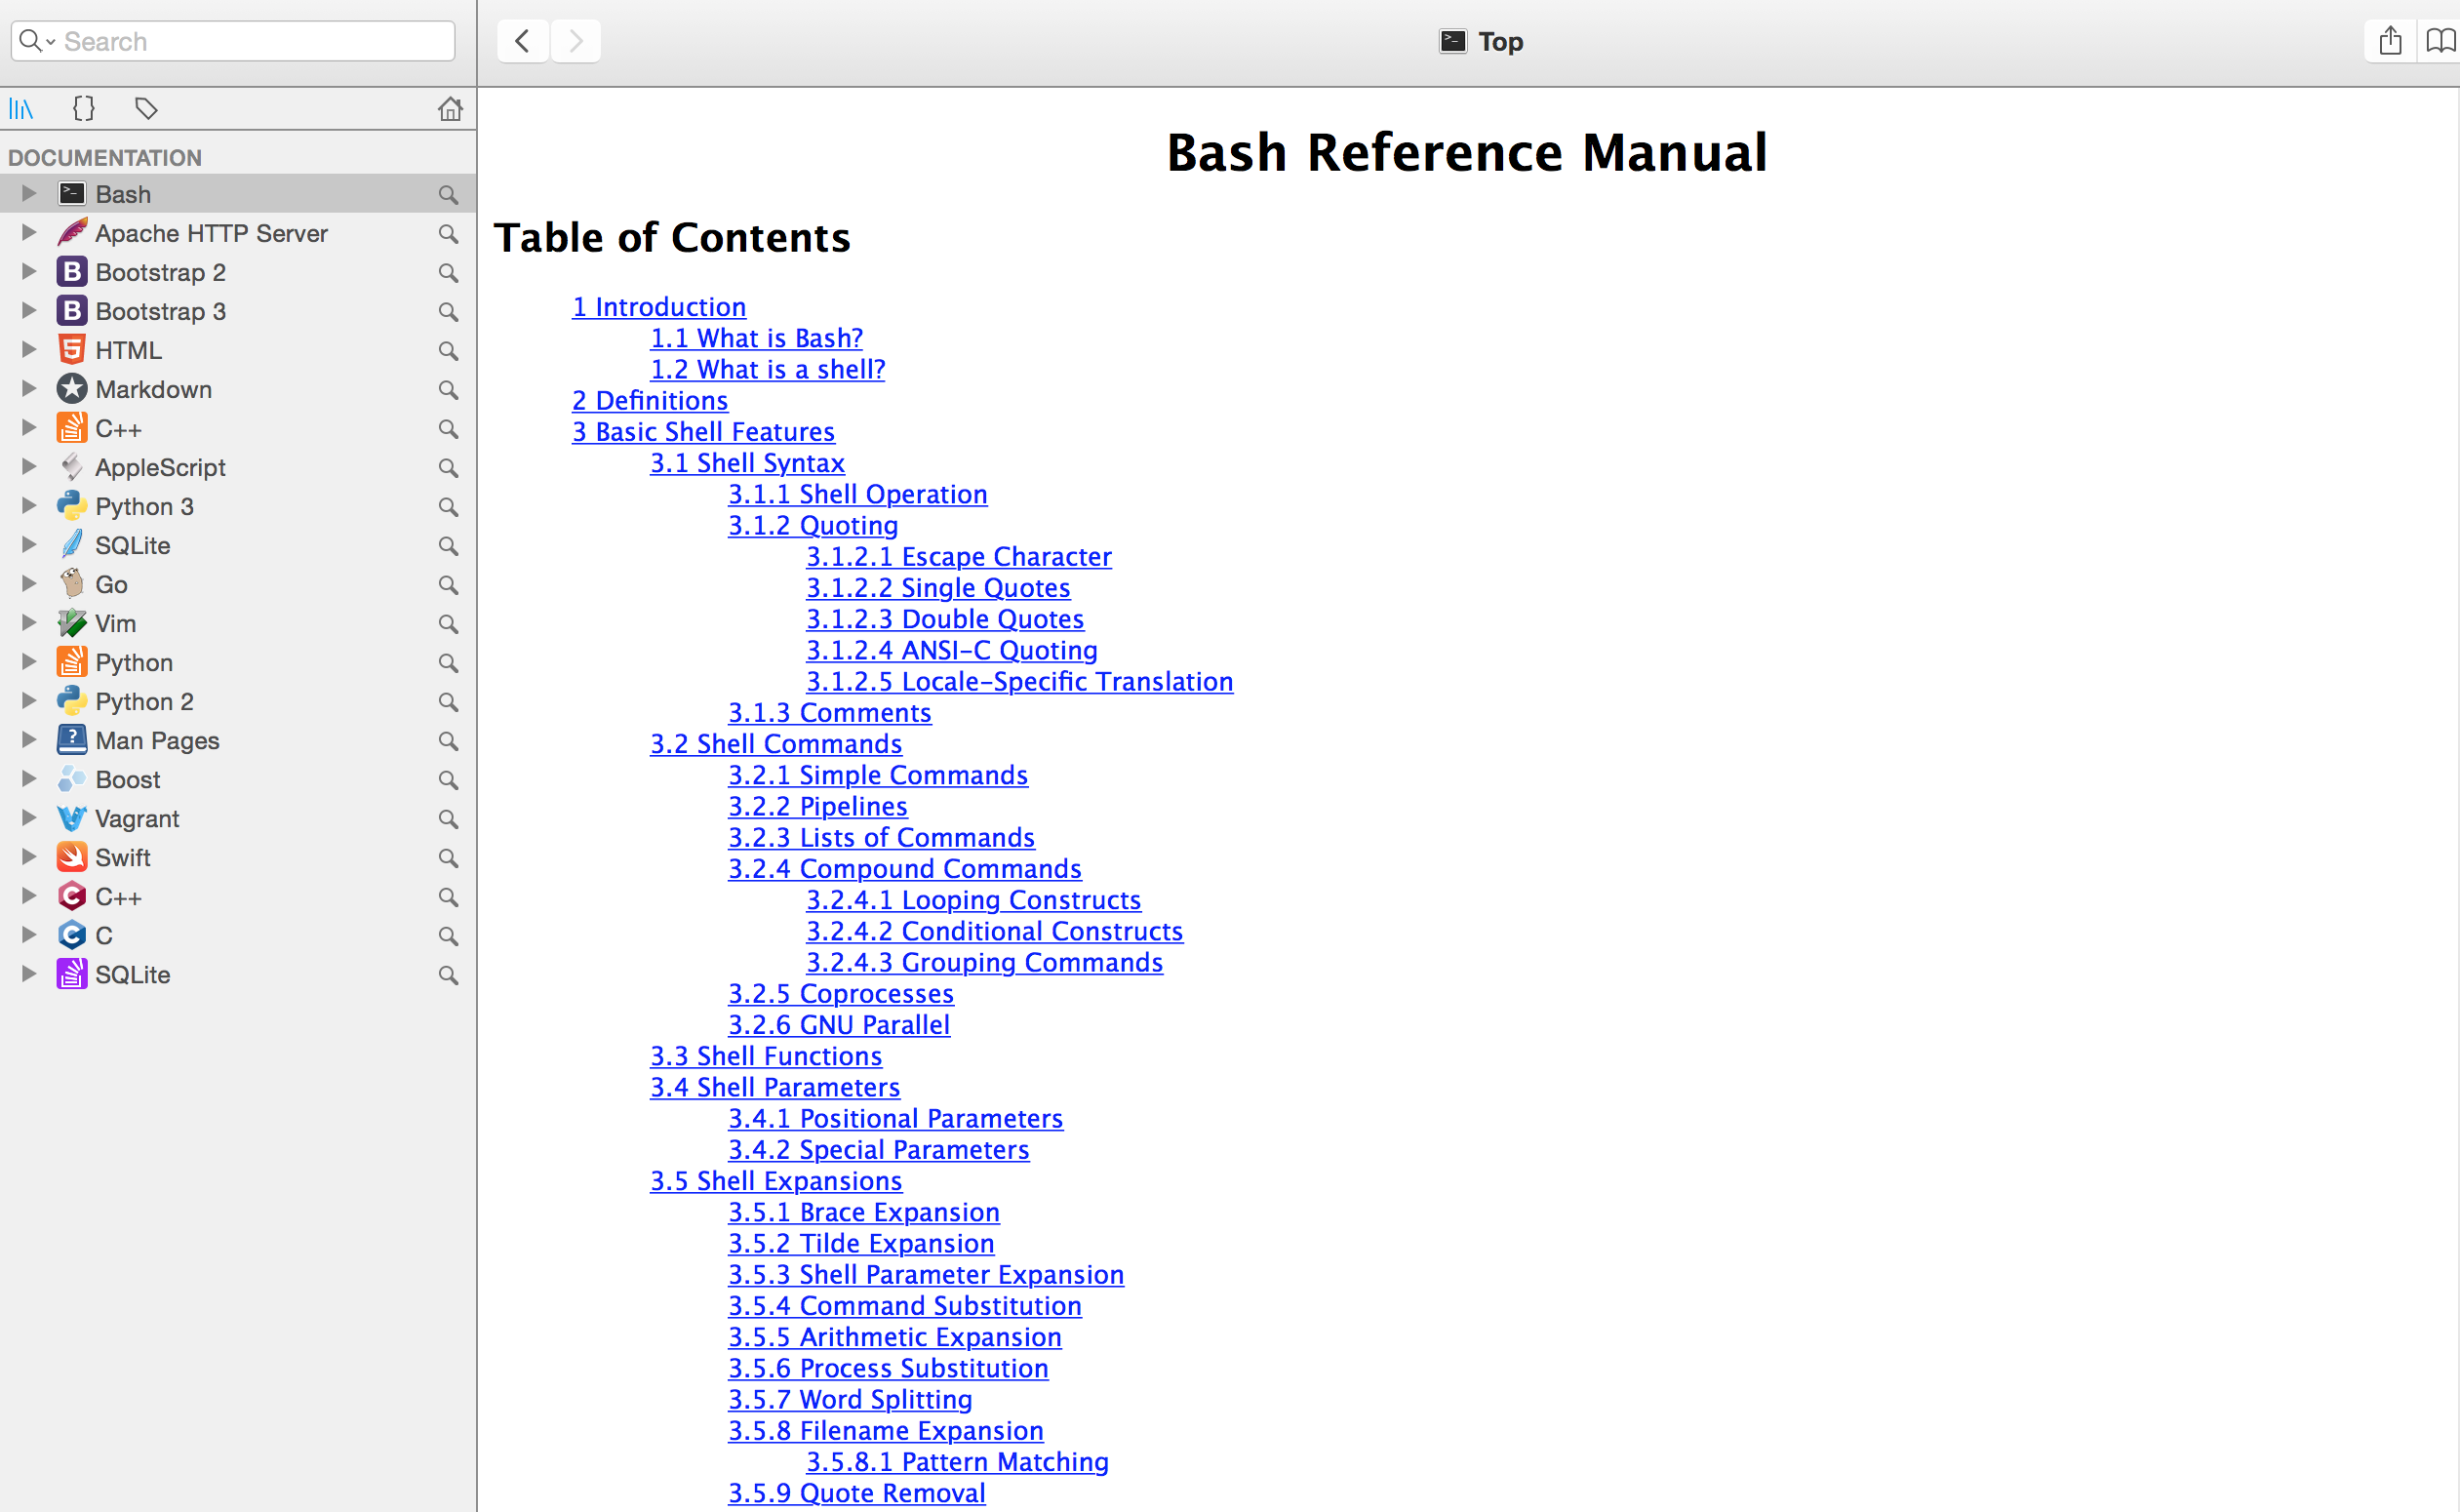 Search
Top
DOCUMENTATION
Bash
Apache HTTP Server
Bootstrap 2
Bootstrap 3
HTML
Markdown
C++
AppleScript
Python 3
SQLite
Go
Vim
Python
Python 2
Man Pages
Boost
Vagrant
Swift
C++
C
SQLite
Bash Reference Manual
Table of Contents
1 Introduction
1.1 What is Bash?
1.2 What is a shell?
2 Definitions
3 Basic Shell Features
3.1 Shell Syntax
3.1.1 Shell Operation
3.1.2 Quoting
3.1.2.1 Escape Character
3.1.2.2 Single Quotes
3.1.2.3 Double Quotes
3.1.2.4 ANSI-C Quoting
3.1.2.5 Locale-Specific Translation
3.1.3 Comments
3.2 Shell Commands
3.2.1 Simple Commands
3.2.2 Pipelines
3.2.3 Lists of Commands
3.2.4 Compound Commands
3.2.4.1 Looping Constructs
3.2.4.2 Conditional Constructs
3.2.4.3 Grouping Commands
3.2.5 Coprocesses
3.2.6 GNU Parallel
3.3 Shell Functions
3.4 Shell Parameters
3.4.1 Positional Parameters
3.4.2 Special Parameters
3.5 Shell Expansions
3.5.1 Brace Expansion
3.5.2 Tilde Expansion
3.5.3 Shell Parameter Expansion
3.5.4 Command Substitution
3.5.5 Arithmetic Expansion
3.5.6 Process Substitution
3.5.7 Word Splitting
3.5.8 Filename Expansion
3.5.8.1 Pattern Matching
3.5.9 Quote Removal